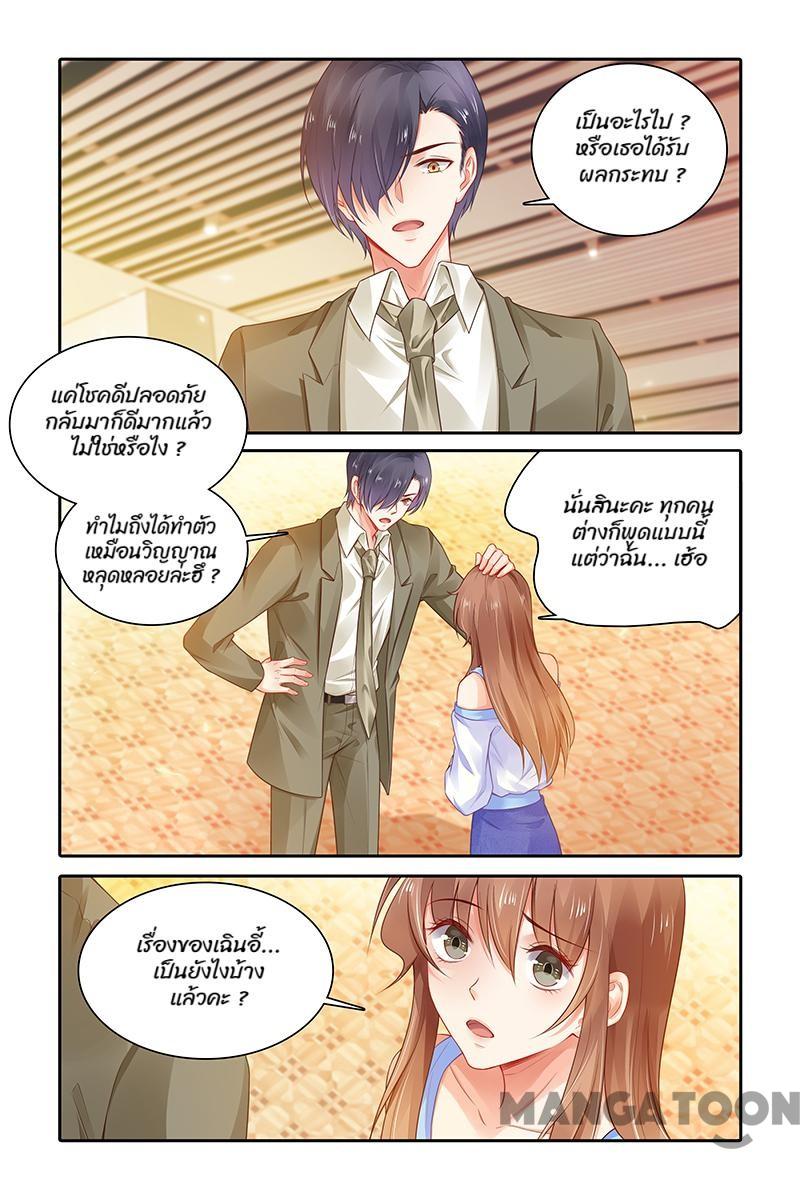 เป็นอะไรไป ?
หรือเธอได้รับ
ผลกระทบ ?
แค่โชคดีปลอดภัย
กลับมาก็ดีมากแล้ว
ไม่ใช่หรือไง ?
ทำไมถึงได้ทำตัว
เหมือนวิญญาณ
หลุดหลอยล่ะฮึ ?
นั่นสินะคะ ทุกคน
ต่างก็พูดแบบนี้
แต่ว่าฉัน... เฮ้อ
เรื่องของเฉินอี้...
เป็นยังไงบ้าง
แล้วคะ ?
MANGATOON